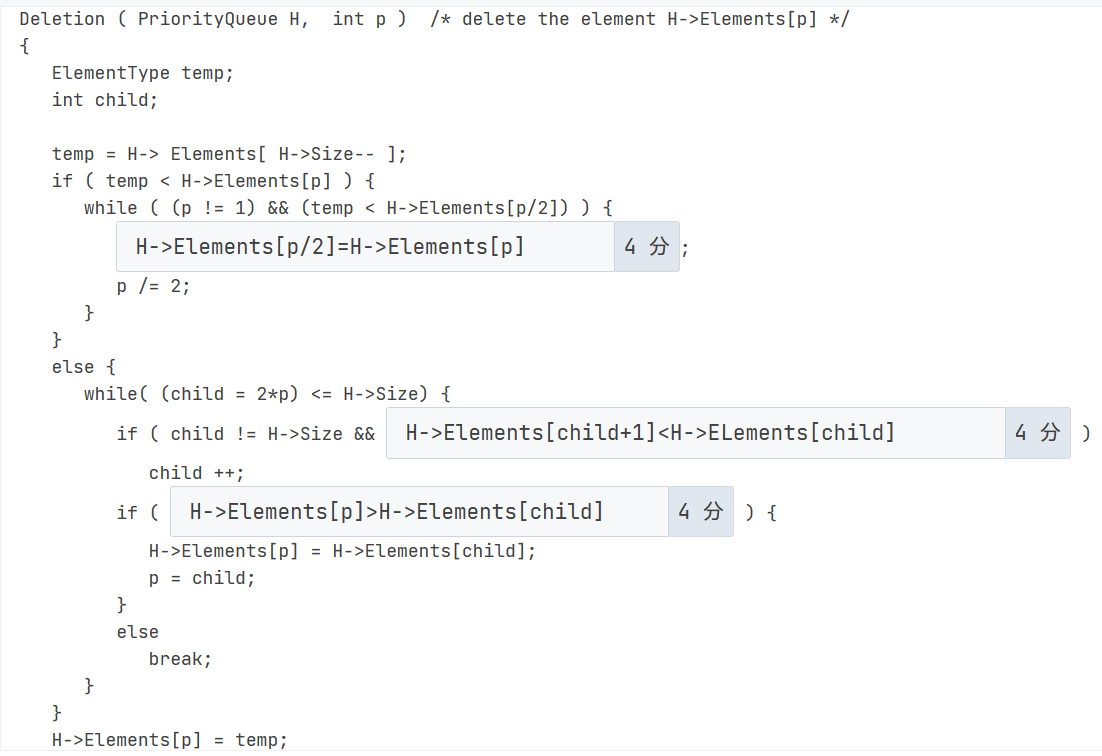 Deletion ( PriorityQueue H,  int p )  /* delete the element H->Elements[p] */
{
   ElementType temp;
   int child;

   temp = H-> Elements[ H->Size-- ];
   if ( temp < H->Elements[p] ) {
      while ( (p != 1) && (temp < H->Elements[p/2]) ) {
         H->Elements[p/2]=H->Elements[p] 4 分 ;
         p /= 2;
      }
   }
   else {
      while( (child = 2*p) <= H->Size) {
         if ( child != H->Size && H->Elements[child+1]<H->ELements[child] 4 分 )
            child ++;
         if ( H->Elements[p]>H->Elements[child] 4 分 ) {
            H->Elements[p] = H->Elements[child];
            p = child;
         }
         else
            break;
      }
   }
   H->Elements[p] = temp;